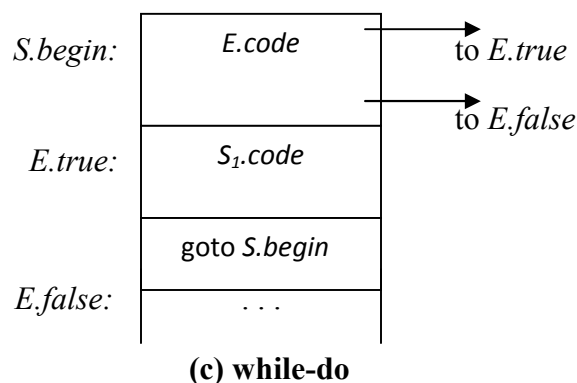 S.begin: E.code to E.true
to E.false
E.true: S₁.code
goto S.begin
E.false: . . .
(c) while-do